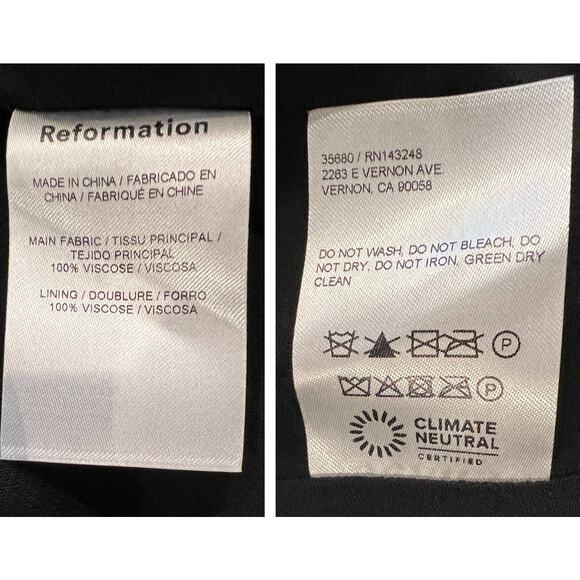 Reformation
MADE IN CHINA / FABRICADO EN
CHINA / FABRIQUÉ EN CHINE
MAIN FABRIC / TISSU PRINCIPAL /
TEJIDO PRINCIPAL
100% VISCOSE / VISCOSA
LINING / DOUBLURE / FORRO
100% VISCOSE / VISCOSA
35680 / RN143248
2263 E VERNON AVE.
VERNON, CA 90058
DO NOT WASH, DO NOT BLEACH, DO
NOT DRY, DO NOT IRON, GREEN DRY
CLEAN
P
P
CLIMATE
NEUTRAL
CERTIFIED